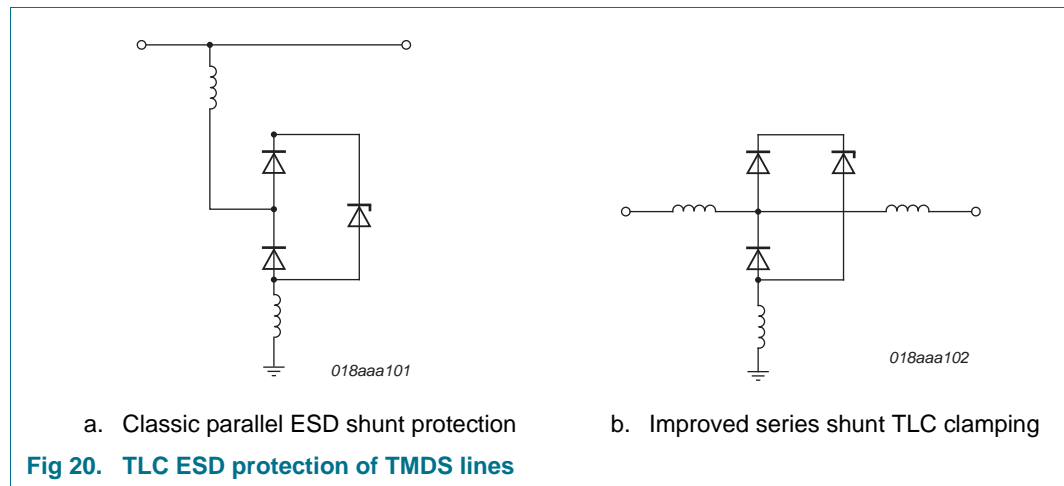 018aaa101
018aaa102
a. Classic parallel ESD shunt protection
b. Improved series shunt TLC clamping
Fig 20. TLC ESD protection of TMDS lines